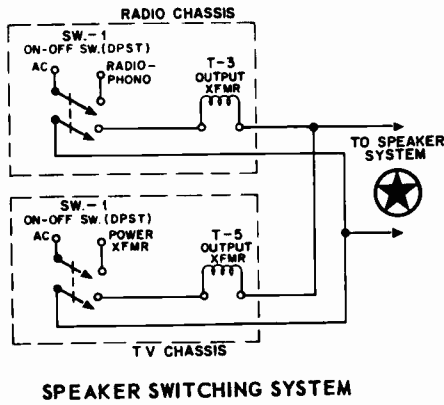 RADIO CHASSIS
SW.-1
ON-OFF SW.(DPST)
AC
RADIO-
PHONO
T-3
OUTPUT
XFMR
TO SPEAKER
SYSTEM
SW.-1
ON-OFF SW.(DPST)
AC
POWER
XFMR
T-5
OUTPUT
XFMR
TV CHASSIS
SPEAKER SWITCHING SYSTEM